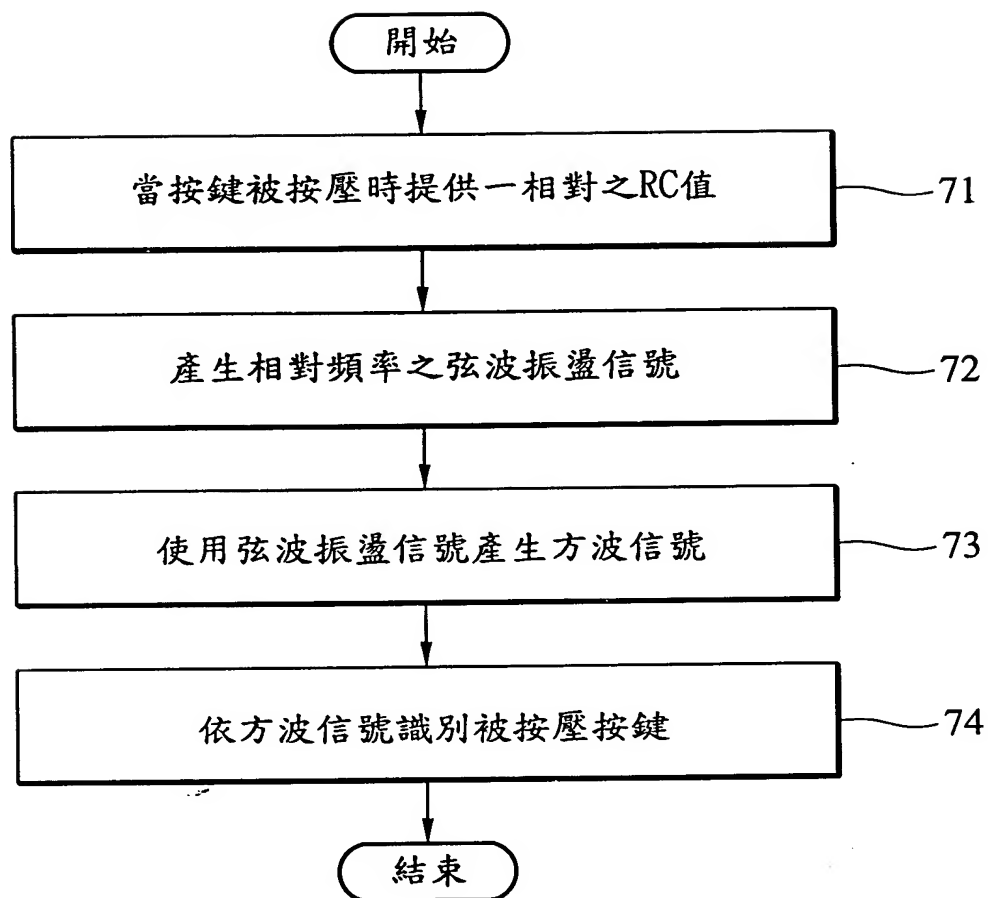 開始
當按鍵被按壓時提供一相對之RC值
71
產生相對頻率之弦波振盪信號
72
使用弦波振盪信號產生方波信號
73
依方波信號識別被按壓按鍵
74
結束